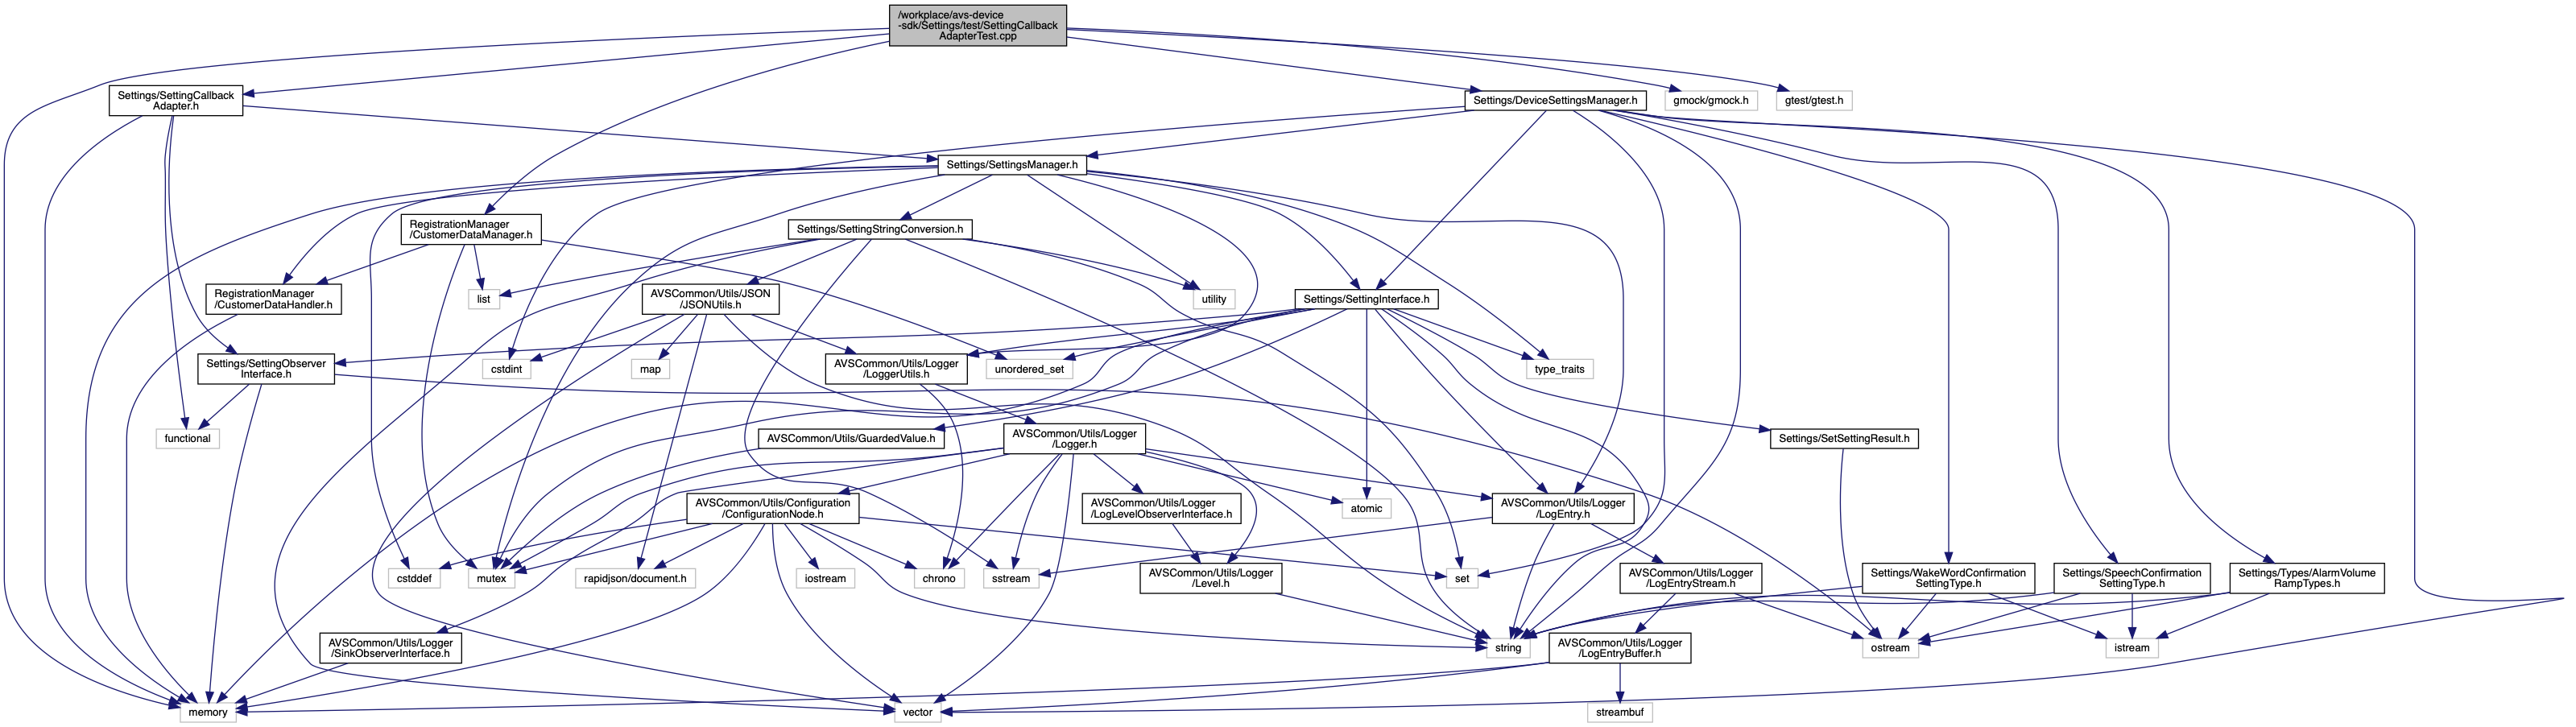 /workplace/avs-device
-sdk/Settings/test/SettingCallback
AdapterTest.cpp
Settings/SettingCallback
Adapter.h
Settings/DeviceSettingsManager.h
gmock/gmock.h
gtest/gtest.h
Settings/SettingsManager.h
RegistrationManager
/CustomerDataManager.h
Settings/SettingStringConversion.h
RegistrationManager
/CustomerDataHandler.h
list
AVSCommon/Utils/JSON
/JSONUtils.h
utility
Settings/SettingInterface.h
Settings/SettingObserver
Interface.h
cstdint
map
AVSCommon/Utils/Logger
/LoggerUtils.h
unordered_set
type_traits
functional
AVSCommon/Utils/GuardedValue.h
AVSCommon/Utils/Logger
/Logger.h
Settings/SetSettingResult.h
AVSCommon/Utils/Configuration
/ConfigurationNode.h
AVSCommon/Utils/Logger
/LogLevelObserverInterface.h
atomic
AVSCommon/Utils/Logger
/LogEntry.h
cstddef
mutex
rapidjson/document.h
iostream
chrono
sstream
AVSCommon/Utils/Logger
/Level.h
set
AVSCommon/Utils/Logger
/LogEntryStream.h
Settings/WakeWordConfirmation
SettingType.h
Settings/SpeechConfirmation
SettingType.h
Settings/Types/AlarmVolume
RampTypes.h
AVSCommon/Utils/Logger
/SinkObserverInterface.h
string
AVSCommon/Utils/Logger
/LogEntryBuffer.h
ostream
istream
memory
vector
streambuf